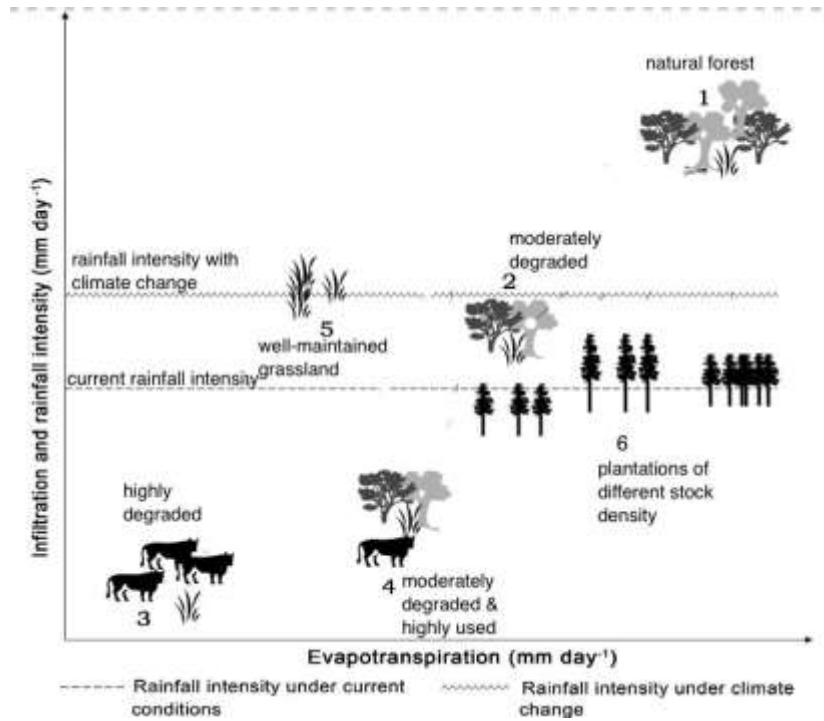 natural forest
1
moderately
degraded
2
rainfall intensity with
climate change
5
well-maintained
grassland
current rainfall intensity
6
plantations of
different stock
density
highly
degraded
3
4 moderately
degraded &
highly used
Infiltration and rainfall intensity (mm day⁻¹)
Evapotranspiration (mm day⁻¹)
Rainfall intensity under current
conditions
Rainfall intensity under climate
change